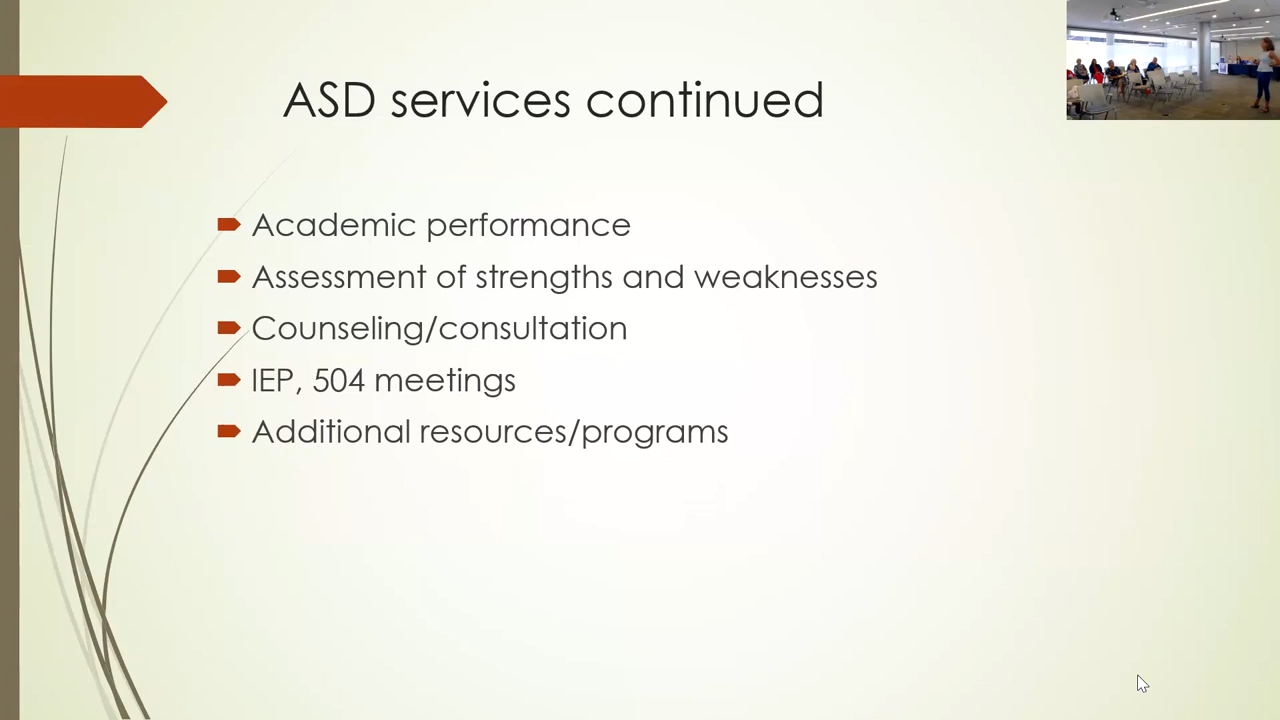 ASD services continued
Academic performance
Assessment of strengths and weaknesses
Counseling/consultation
IEP, 504 meetings
Additional resources/programs